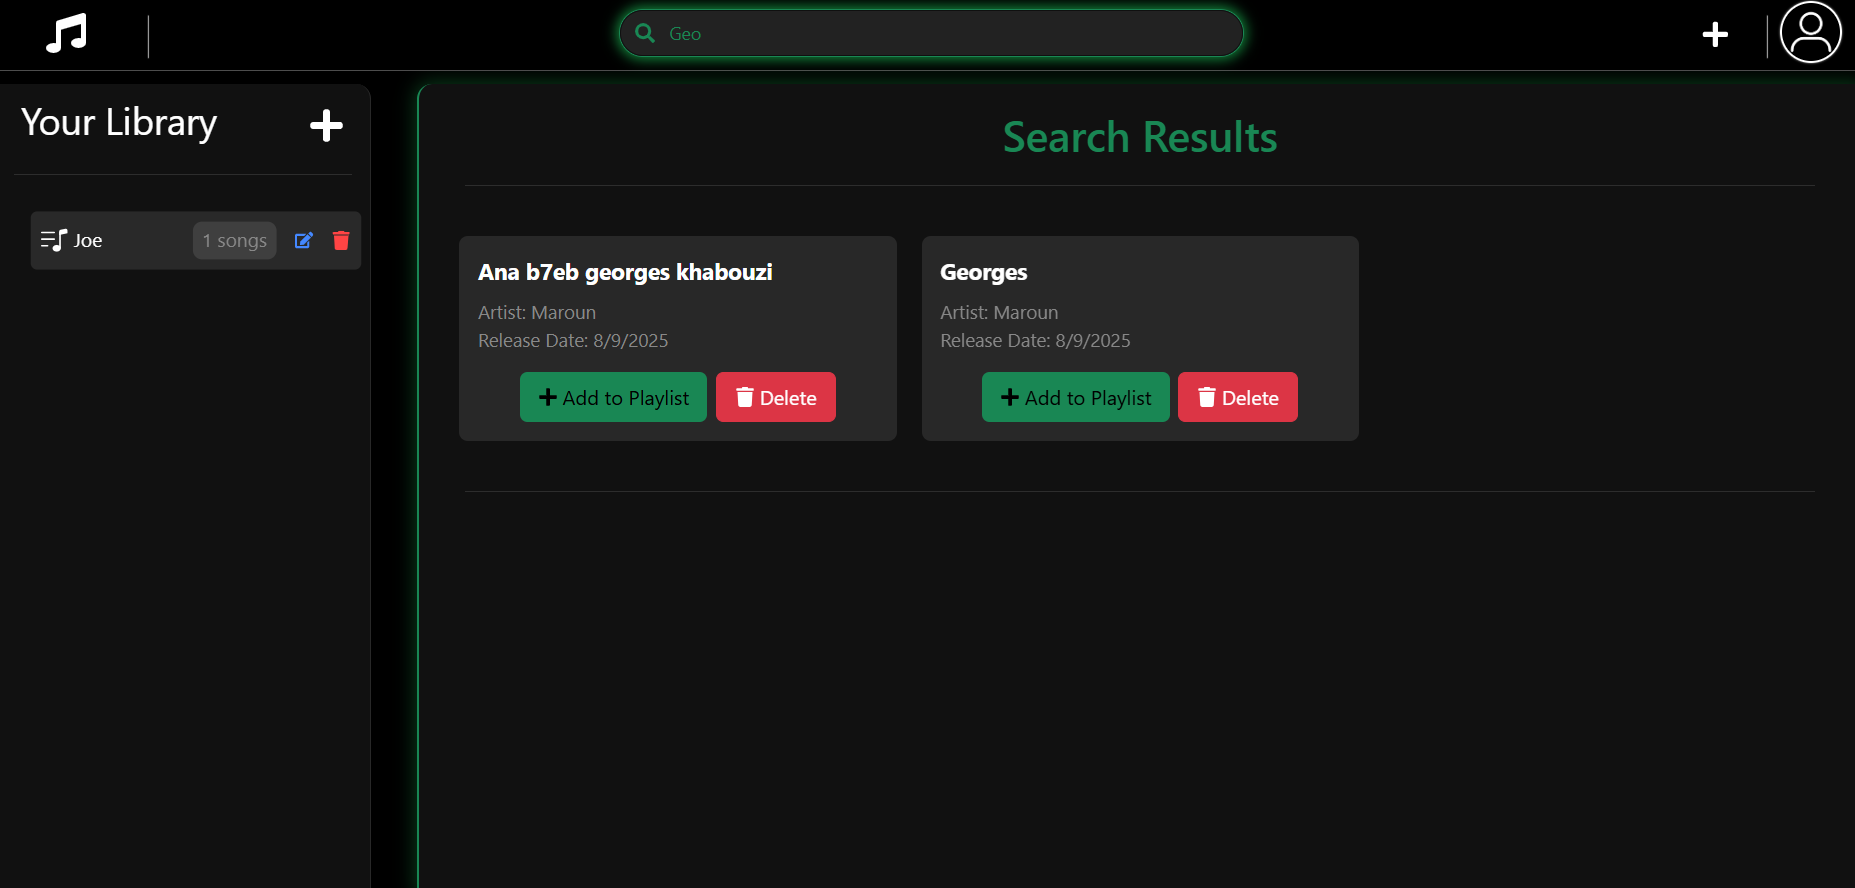 Geo
Your Library
Joe
1 songs
Search Results
Ana b7eb georges khabouzi
Artist: Maroun
Release Date: 8/9/2025
Add to Playlist
Delete
Georges
Artist: Maroun
Release Date: 8/9/2025
Add to Playlist
Delete